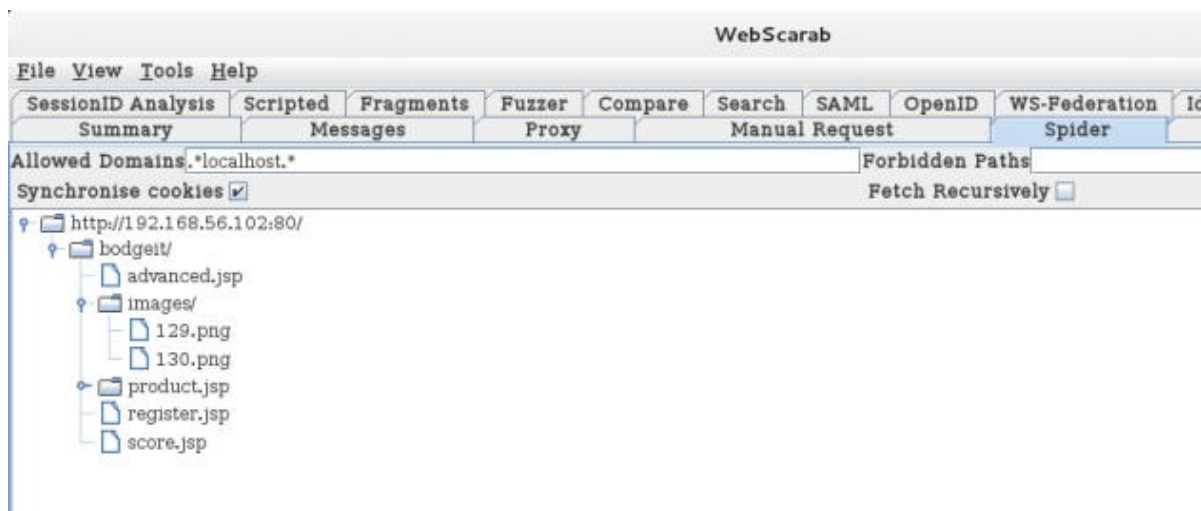 WebScarab
File View Tools Help
SessionID Analysis Scripted Fragments Fuzzer Compare Search SAML OpenID WS-Federation
Summary Messages Proxy Manual Request Spider
Allowed Domains .*localhost.* Forbidden Paths
Synchronise cookies Fetch Recursively
http://192.168.56.102:80/
bodgeit/
advanced.jsp
images/
129.png
130.png
product.jsp
register.jsp
score.jsp